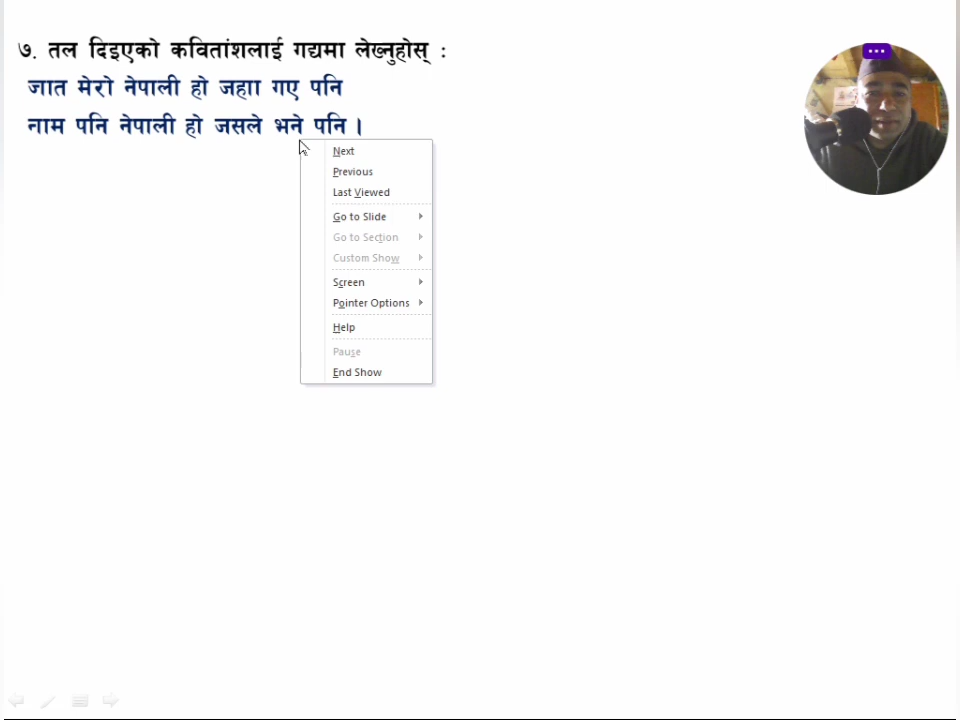 ७. तल दिइएको कवितांशलाई गद्यमा लेख्नुहोस् :
जात मेरो नेपाली हो जहाा गए पनि
नाम पनि नेपाली हो जसले भने पनि ।
Next
Previous
Last Viewed
Go to Slide
Go to Section
Custom Show
Screen
Pointer Options
Help
Pause
End Show